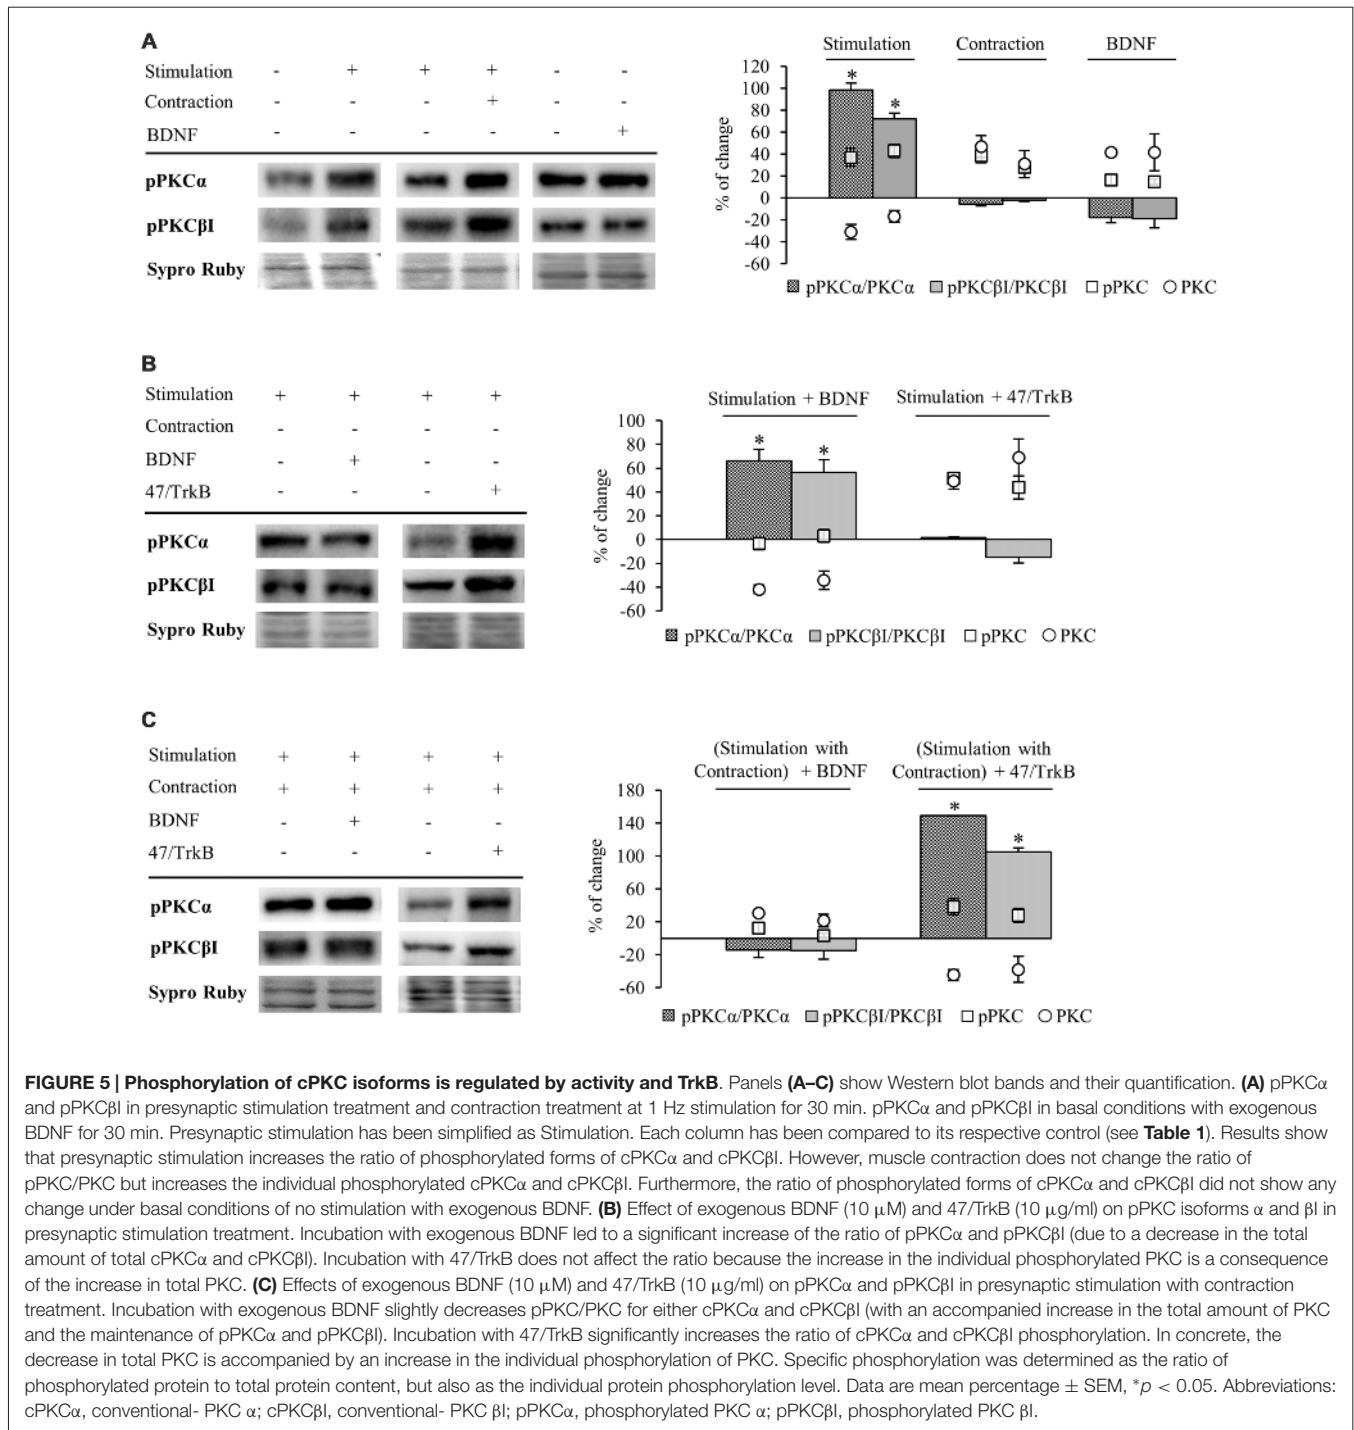 A
Stimulation - + + + - -
Contraction - - - + - -
BDNF - - - - - +
pPKCα
pPKCβI
Sypro Ruby
Stimulation Contraction BDNF
% of change
120
100
80
60
40
20
0
-20
-40
-60
* *
pPKCα/PKCα pPKCβI/PKCβI pPKC PKC
B
Stimulation + + + +
Contraction - - - -
BDNF - + - -
47/TrkB - - - +
pPKCα
pPKCβI
Sypro Ruby
Stimulation + BDNF Stimulation + 47/TrkB
% of change
100
80
60
40
20
0
-20
-40
-60
* *
pPKCα/PKCα pPKCβI/PKCβI pPKC PKC
C
Stimulation + + + +
Contraction + + + +
BDNF - + - -
47/TrkB - - - +
pPKCα
pPKCβI
Sypro Ruby
(Stimulation with (Stimulation with
Contraction) + BDNF Contraction) + 47/TrkB
% of change
180
140
100
60
20
-20
-60
* *
pPKCα/PKCα pPKCβI/PKCβI pPKC PKC
FIGURE 5 | Phosphorylation of cPKC isoforms is regulated by activity and TrkB. Panels (A–C) show Western blot bands and their quantification. (A) pPKCα
and pPKCβI in presynaptic stimulation treatment and contraction treatment at 1 Hz stimulation for 30 min. pPKCα and pPKCβI in basal conditions with exogenous
BDNF for 30 min. Presynaptic stimulation has been simplified as Stimulation. Each column has been compared to its respective control (see Table 1). Results show
that presynaptic stimulation increases the ratio of phosphorylated forms of cPKCα and cPKCβI. However, muscle contraction does not change the ratio of
pPKC/PKC but increases the individual phosphorylated cPKCα and cPKCβI. Furthermore, the ratio of phosphorylated forms of cPKCα and cPKCβI did not show any
change under basal conditions of no stimulation with exogenous BDNF. (B) Effect of exogenous BDNF (10 μM) and 47/TrkB (10 μg/ml) on pPKC isoforms α and βI in
presynaptic stimulation treatment. Incubation with exogenous BDNF led to a significant increase of the ratio of pPKCα and pPKCβI (due to a decrease in the total
amount of total cPKCα and cPKCβI). Incubation with 47/TrkB does not affect the ratio because the increase in the individual phosphorylated PKC is a consequence
of the increase in total PKC. (C) Effects of exogenous BDNF (10 μM) and 47/TrkB (10 μg/ml) on pPKCα and pPKCβI in presynaptic stimulation with contraction
treatment. Incubation with exogenous BDNF slightly decreases pPKC/PKC for either cPKCα and cPKCβI (with an accompanied increase in the total amount of PKC
and the maintenance of pPKCα and pPKCβI). Incubation with 47/TrkB significantly increases the ratio of cPKCα and cPKCβI phosphorylation. In concrete, the
decrease in total PKC is accompanied by an increase in the individual phosphorylation of PKC. Specific phosphorylation was determined as the ratio of
phosphorylated protein to total protein content, but also as the individual protein phosphorylation level. Data are mean percentage ± SEM, *p < 0.05. Abbreviations:
cPKCα, conventional- PKC α; cPKCβI, conventional- PKC βI; pPKCα, phosphorylated PKC α; pPKCβI, phosphorylated PKC βI.